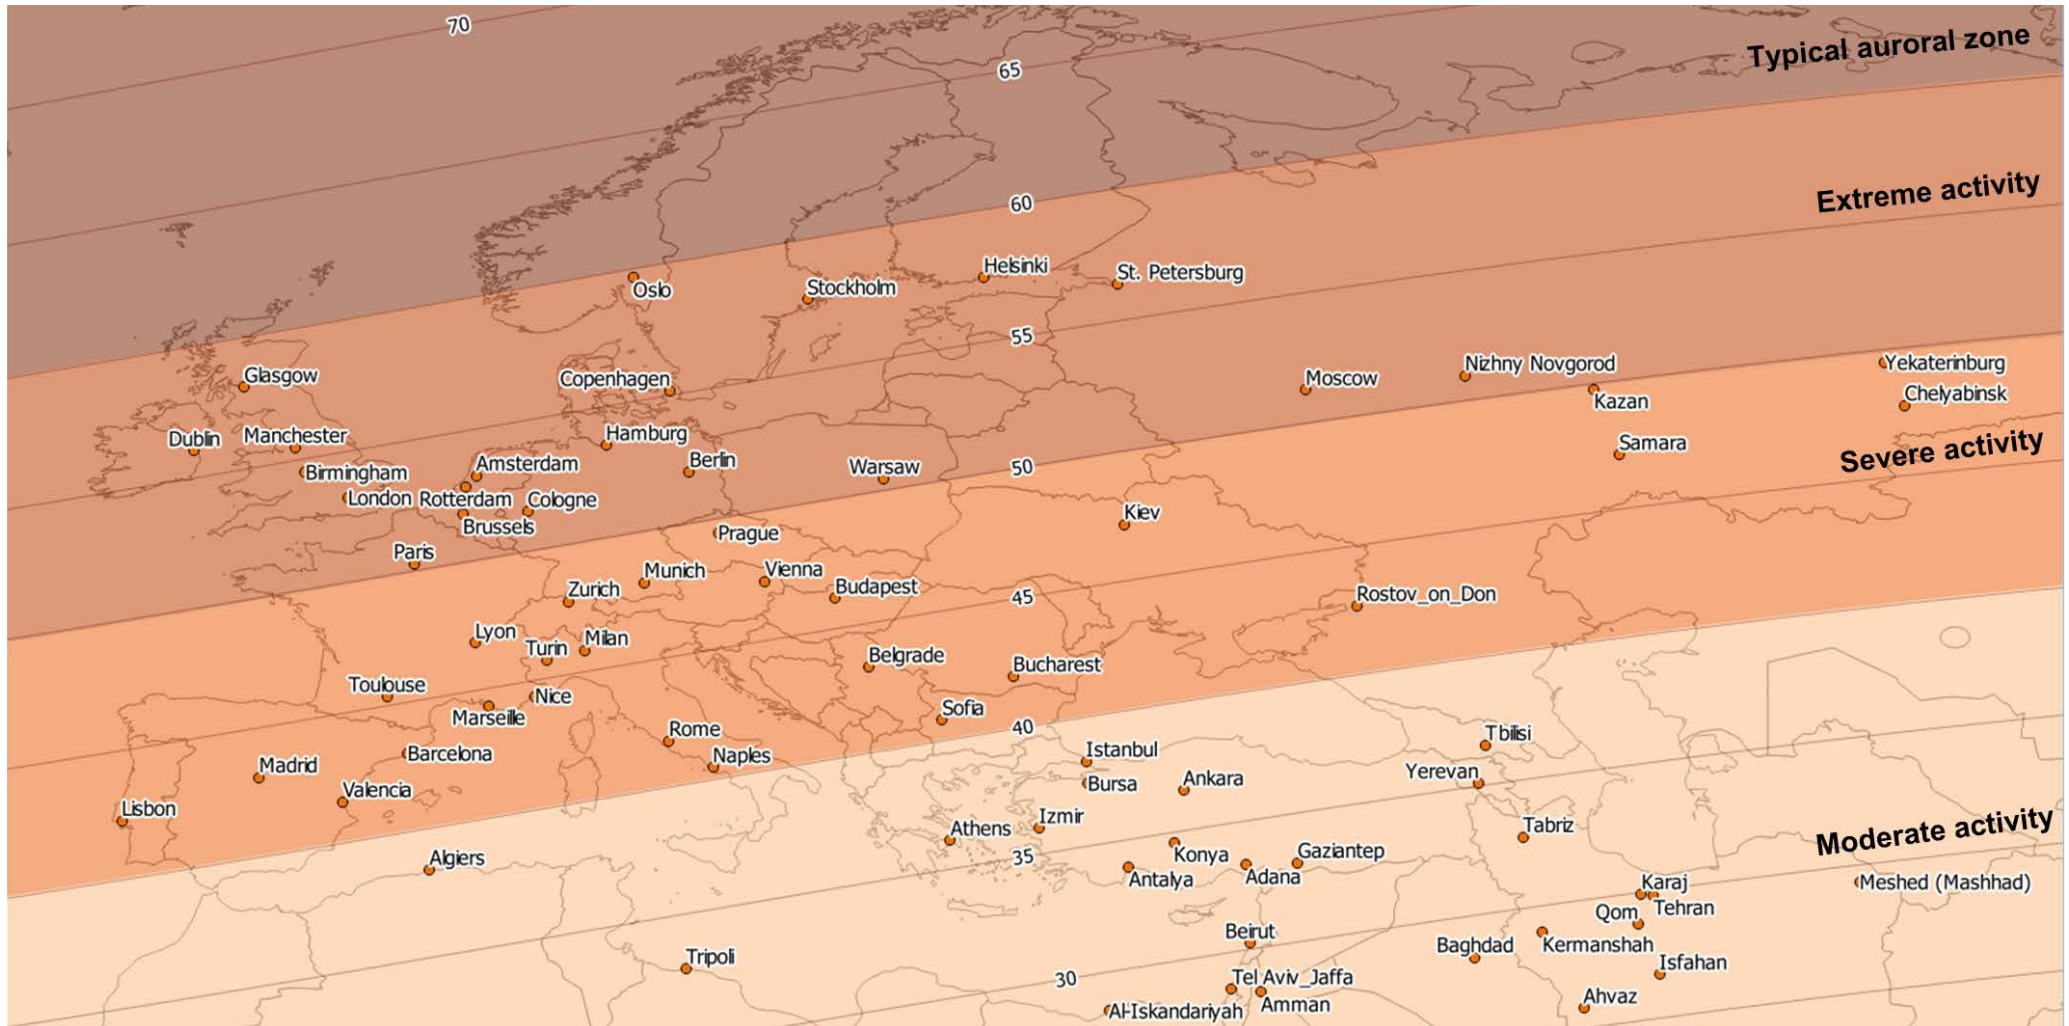 70
Typical auroral zone
65
Extreme activity
60
Helsinki
St. Petersburg
Oslo
Stockholm
55
Glasgow
Copenhagen
Moscow
Nizhny Novgorod
Yekaterinburg
Kazan
Chelyabinsk
Dublin
Manchester
Hamburg
Samara
Severe activity
Birmingham
Amsterdam
Berlin
Warsaw
50
London
Rotterdam
Cologne
Kiev
Brussels
Prague
Paris
Munich
Vienna
Zurich
Budapest
45
Rostov_on_Don
Lyon
Turin
Milan
Belgrade
Bucharest
Toulouse
Nice
Marseille
Sofia
40
Rome
Tbilisi
Istanbul
Barcelona
Naples
Madrid
Yerevan
Ankara
Bursa
Valencia
Lisbon
Izmir
Athens
Tabriz
Moderate activity
Algiers
35
Konya
Gaziantep
Antalya
Adana
Karaj
Meshed (Mashhad)
Tehran
Qom
Beirut
Baghdad
Kermanshah
Tripoli
Isfahan
30
Tel Aviv_Jaffa
Ahvaz
Al-Iskandariyah
Amman